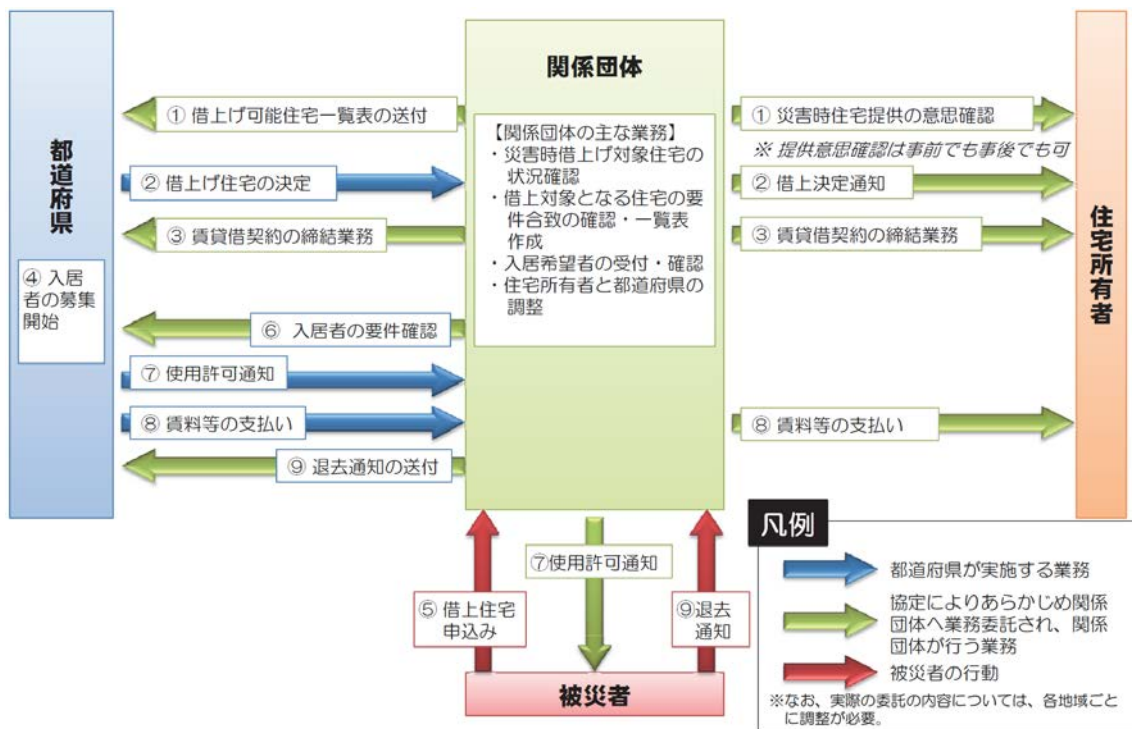 都道府県
④ 入居
者の募集
開始
関係団体
【関係団体の主な業務】
・災害時借上げ対象住宅の
状況確認
・借上対象となる住宅の要
件合致の確認・一覧表
作成
・入居希望者の受付・確認
・住宅所有者と都道府県の
調整
① 借上げ可能住宅一覧表の送付
② 借上げ住宅の決定
③ 賃貸借契約の締結業務
⑥ 入居者の要件確認
⑦ 使用許可通知
⑧ 賃料等の支払い
⑨ 退去通知の送付
① 災害時住宅提供の意思確認
※ 提供意思確認は事前でも事後でも可
② 借上決定通知
③ 賃貸借契約の締結業務
⑧ 賃料等の支払い
住宅所有者
⑤ 借上住宅
申込み
⑦使用許可通知
⑨退去
通知
被災者
凡例
都道府県が実施する業務
協定によりあらかじめ関係
団体へ業務委託され、関係
団体が行う業務
被災者の行動
※なお、実際の委託の内容については、各地域ごと
に調整が必要。